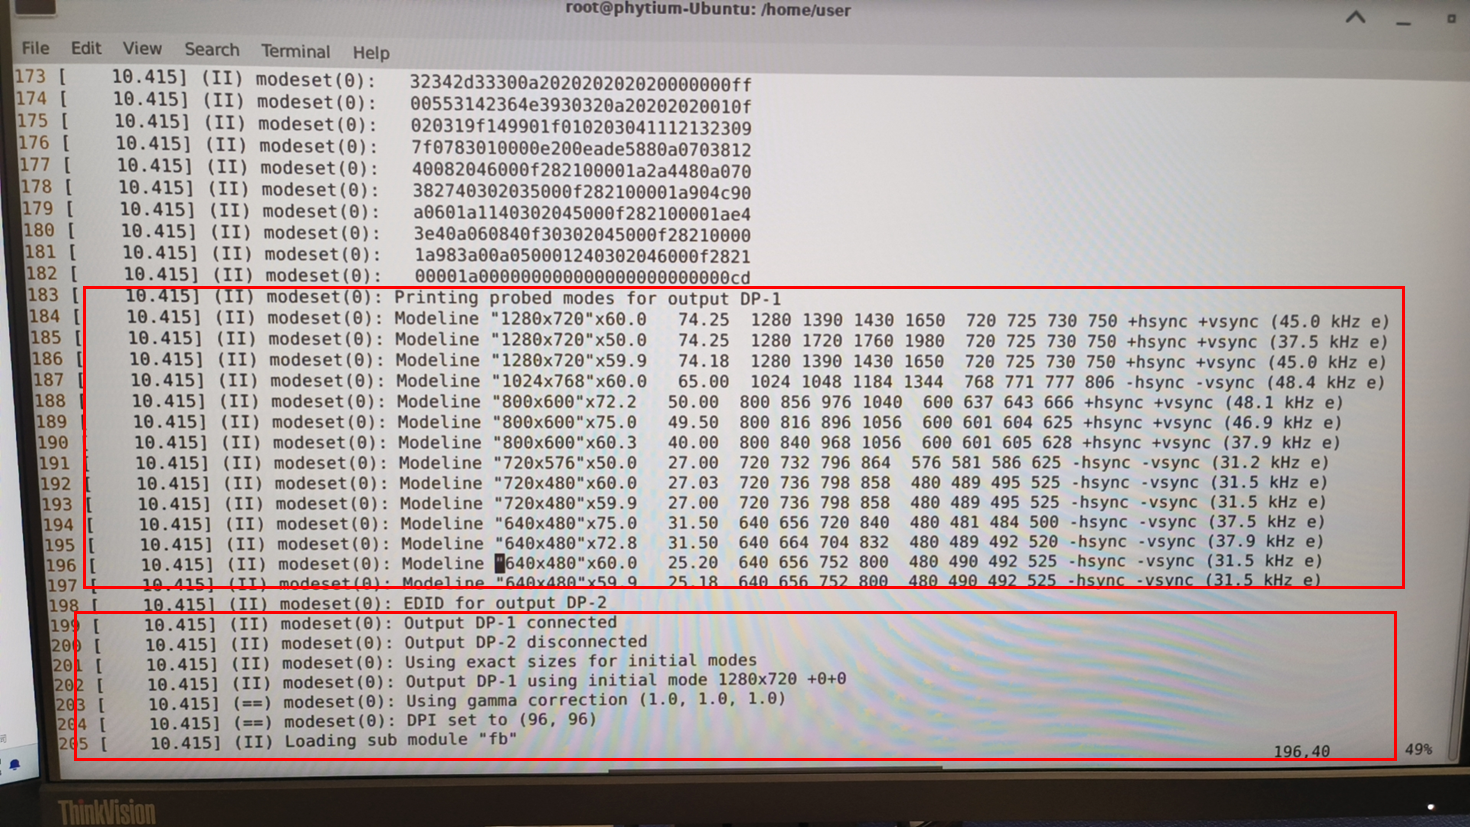 root@phytium-Ubuntu: /home/user
File Edit View Search Terminal Help
173 [ 10.415] (II) modeset(0): 32342d33300a202020202020000000ff
174 [ 10.415] (II) modeset(0): 00553142364e3930320a20202020010f
175 [ 10.415] (II) modeset(0): 020319f149901f010203041112132309
176 [ 10.415] (II) modeset(0): 7f0783010000e200eade5880a0703812
177 [ 10.415] (II) modeset(0): 40082046000f282100001a2a4480a070
178 [ 10.415] (II) modeset(0): 382740302035000f282100001a904c90
179 [ 10.415] (II) modeset(0): a0601a1140302045000f282100001ae4
180 [ 10.415] (II) modeset(0): 3e40a060840f30302045000f28210000
181 [ 10.415] (II) modeset(0): 1a983a00a050001240302046000f2821
182 [ 10.415] (II) modeset(0): 00001a000000000000000000000000cd
183 [ 10.415] (II) modeset(0): Printing probed modes for output DP-1
184 [ 10.415] (II) modeset(0): Modeline "1280x720"x60.0 74.25 1280 1390 1430 1650 720 725 730 750 +hsync +vsync (45.0 kHz e)
185 [ 10.415] (II) modeset(0): Modeline "1280x720"x50.0 74.25 1280 1720 1760 1980 720 725 730 750 +hsync +vsync (37.5 kHz e)
186 [ 10.415] (II) modeset(0): Modeline "1280x720"x59.9 74.18 1280 1390 1430 1650 720 725 730 750 +hsync +vsync (45.0 kHz e)
187 [ 10.415] (II) modeset(0): Modeline "1024x768"x60.0 65.00 1024 1048 1184 1344 768 771 777 806 -hsync -vsync (48.4 kHz e)
188 [ 10.415] (II) modeset(0): Modeline "800x600"x72.2 50.00 800 856 976 1040 600 637 643 666 +hsync +vsync (48.1 kHz e)
189 [ 10.415] (II) modeset(0): Modeline "800x600"x75.0 49.50 800 816 896 1056 600 601 604 625 +hsync +vsync (46.9 kHz e)
190 [ 10.415] (II) modeset(0): Modeline "800x600"x60.3 40.00 800 840 968 1056 600 601 605 628 +hsync +vsync (37.9 kHz e)
191 [ 10.415] (II) modeset(0): Modeline "720x576"x50.0 27.00 720 732 796 864 576 581 586 625 -hsync -vsync (31.2 kHz e)
192 [ 10.415] (II) modeset(0): Modeline "720x480"x60.0 27.03 720 736 798 858 480 489 495 525 -hsync -vsync (31.5 kHz e)
193 [ 10.415] (II) modeset(0): Modeline "720x480"x59.9 27.00 720 736 798 858 480 489 495 525 -hsync -vsync (31.5 kHz e)
194 [ 10.415] (II) modeset(0): Modeline "640x480"x75.0 31.50 640 656 720 840 480 481 484 500 -hsync -vsync (37.5 kHz e)
195 [ 10.415] (II) modeset(0): Modeline "640x480"x72.8 31.50 640 664 704 832 480 489 492 520 -hsync -vsync (37.9 kHz e)
196 [ 10.415] (II) modeset(0): Modeline "640x480"x60.0 25.20 640 656 752 800 480 490 492 525 -hsync -vsync (31.5 kHz e)
197 [ 10.415] (II) modeset(0): Modeline "640x480"x59.9 25.18 640 656 752 800 480 490 492 525 -hsync -vsync (31.5 kHz e)
198 [ 10.415] (II) modeset(0): EDID for output DP-2
199 [ 10.415] (II) modeset(0): Output DP-1 connected
200 [ 10.415] (II) modeset(0): Output DP-2 disconnected
201 [ 10.415] (II) modeset(0): Using exact sizes for initial modes
202 [ 10.415] (II) modeset(0): Output DP-1 using initial mode 1280x720 +0+0
203 [ 10.415] (==) modeset(0): Using gamma correction (1.0, 1.0, 1.0)
204 [ 10.415] (==) modeset(0): DPI set to (96, 96)
205 [ 10.415] (II) Loading sub module "fb"
196,40 49%
ThinkVision